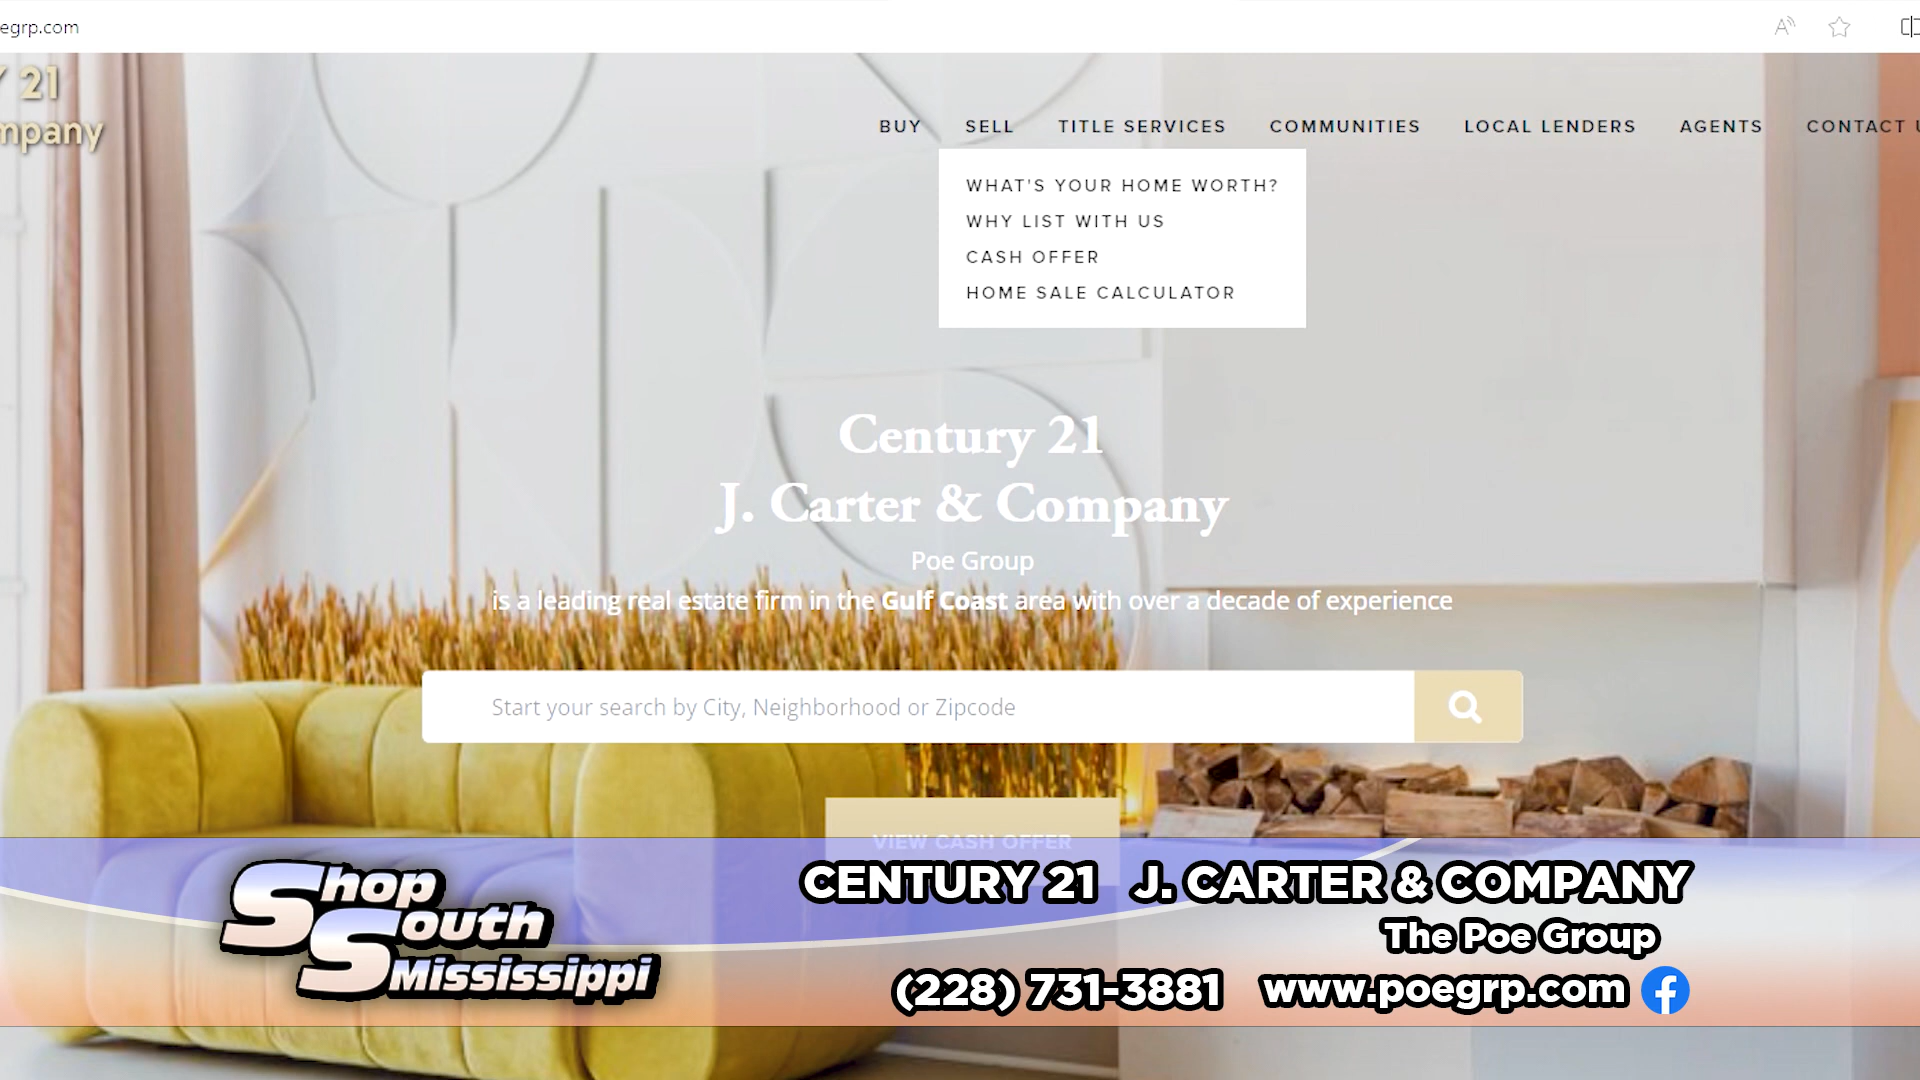 egrp.com
Y 21
mpany
BUY SELL TITLE SERVICES COMMUNITIES LOCAL LENDERS AGENTS CONTACT U
WHAT'S YOUR HOME WORTH?
WHY LIST WITH US
CASH OFFER
HOME SALE CALCULATOR
Century 21
J. Carter & Company
Poe Group
is a leading real estate firm in the Gulf Coast area with over a decade of experience
Start your search by City, Neighborhood or Zipcode
VIEW CASH OFFER
Shop
South
Mississippi
CENTURY 21 J. CARTER & COMPANY
The Poe Group
(228) 731-3881 www.poegrp.com